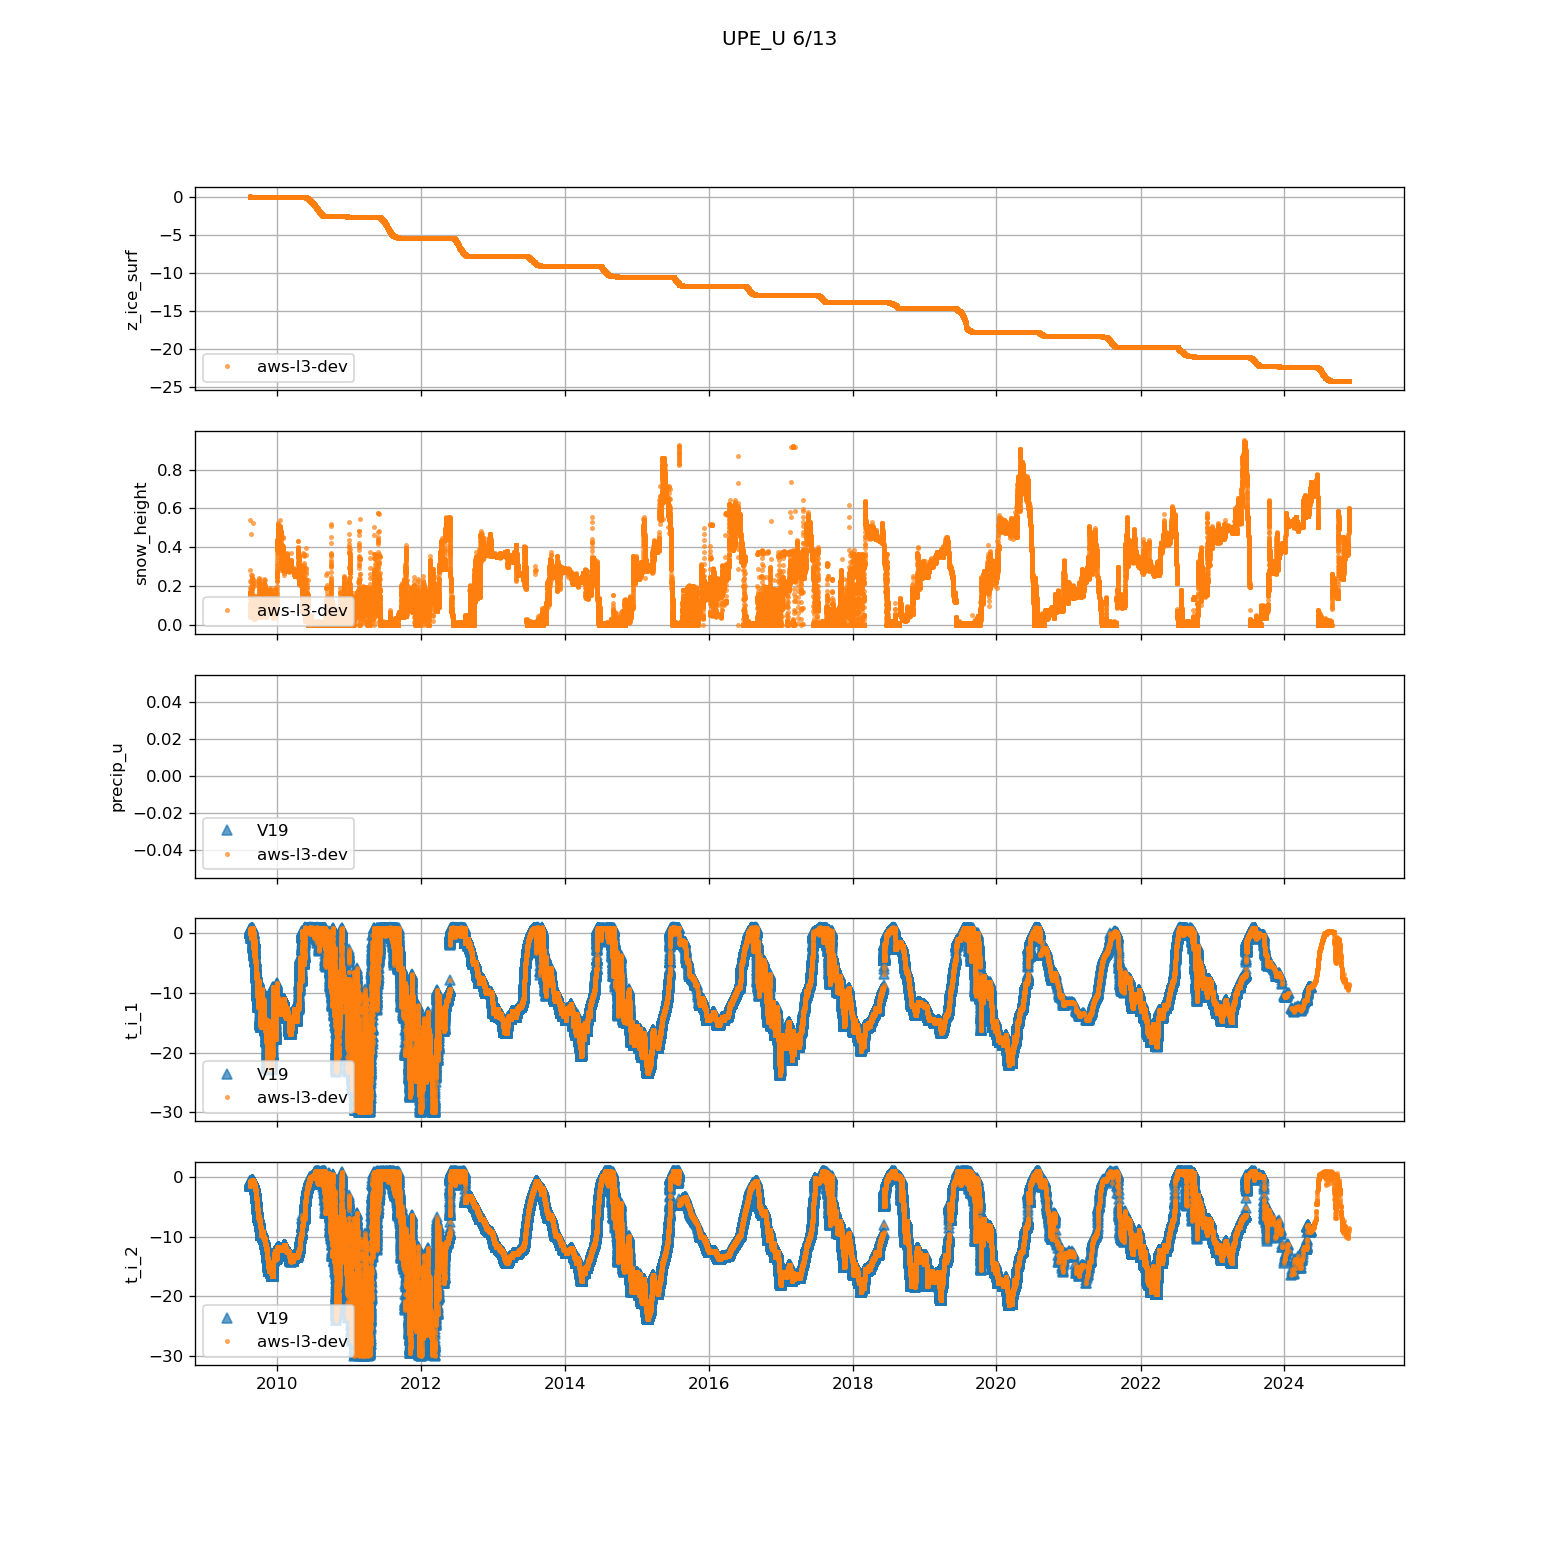 UPE_U 6/13
z_ice_surf
0
−5
−10
−15
−20
−25
aws-l3-dev
snow_height
0.8
0.6
0.4
0.2
0.0
aws-l3-dev
precip_u
0.04
0.02
0.00
−0.02
−0.04
V19
aws-l3-dev
t_i_1
0
−10
−20
−30
V19
aws-l3-dev
t_i_2
0
−10
−20
−30
V19
aws-l3-dev
2010 2012 2014 2016 2018 2020 2022 2024